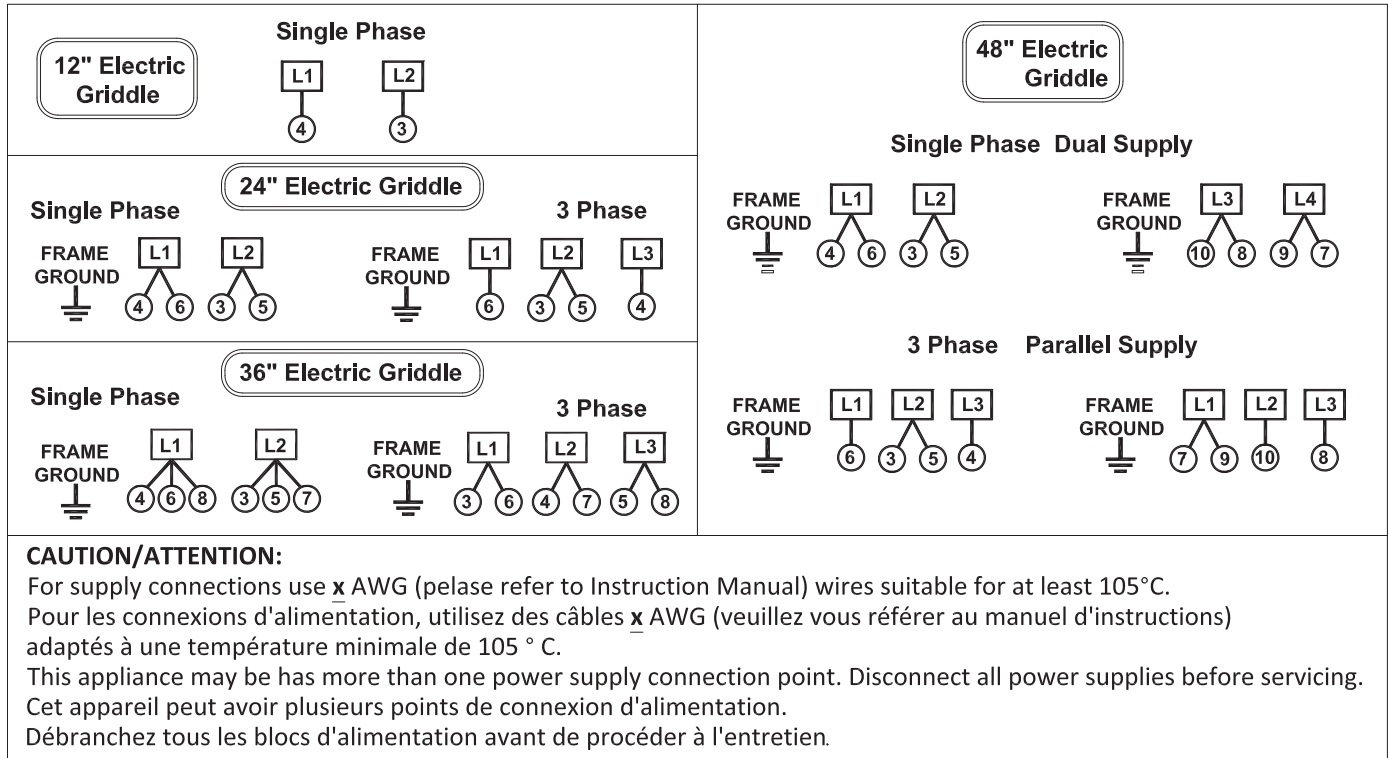 12" Electric
Griddle
Single Phase
L1 L2
4 3
24" Electric Griddle
Single Phase
FRAME
GROUND
L1 L2
4 6 3 5
3 Phase
FRAME
GROUND
L1 L2 L3
6 3 5 4
36" Electric Griddle
Single Phase
FRAME
GROUND
L1 L2
4 6 8 3 5 7
3 Phase
FRAME
GROUND
L1 L2 L3
3 6 4 7 5 8
48" Electric
Griddle
Single Phase Dual Supply
FRAME
GROUND
L1 L2
4 6 3 5
FRAME
GROUND
L3 L4
10 8 9 7
3 Phase Parallel Supply
FRAME
GROUND
L1 L2 L3
6 3 5 4
FRAME
GROUND
L1 L2 L3
7 9 10 8
CAUTION/ATTENTION:
For supply connections use x AWG (pelase refer to Instruction Manual) wires suitable for at least 105°C.
Pour les connexions d'alimentation, utilisez des câbles x AWG (veuillez vous référer au manuel d'instructions)
adaptés à une température minimale de 105 ° C.
This appliance may be has more than one power supply connection point. Disconnect all power supplies before servicing.
Cet appareil peut avoir plusieurs points de connexion d'alimentation.
Débranchez tous les blocs d'alimentation avant de procéder à l'entretien.